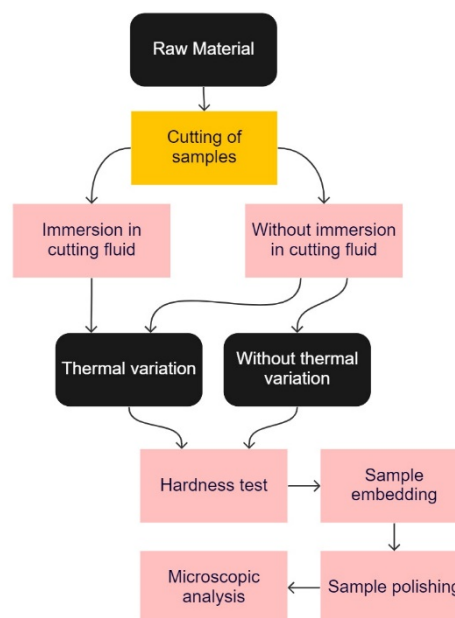 Raw Material
Cutting of
samples
Immersion in
cutting fluid
Without immersion
in cutting fluid
Thermal variation
Without thermal
variation
Hardness test
Sample
embedding
Microscopic
analysis
Sample polishing